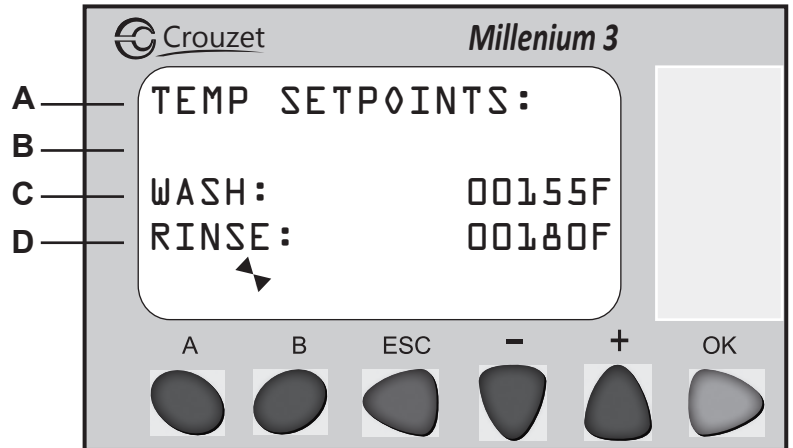 Crouzet Millenium 3
A TEMP SETPOINTS:
B
C WASH: 00155F
D RINSE: 00180F
A B ESC - + OK